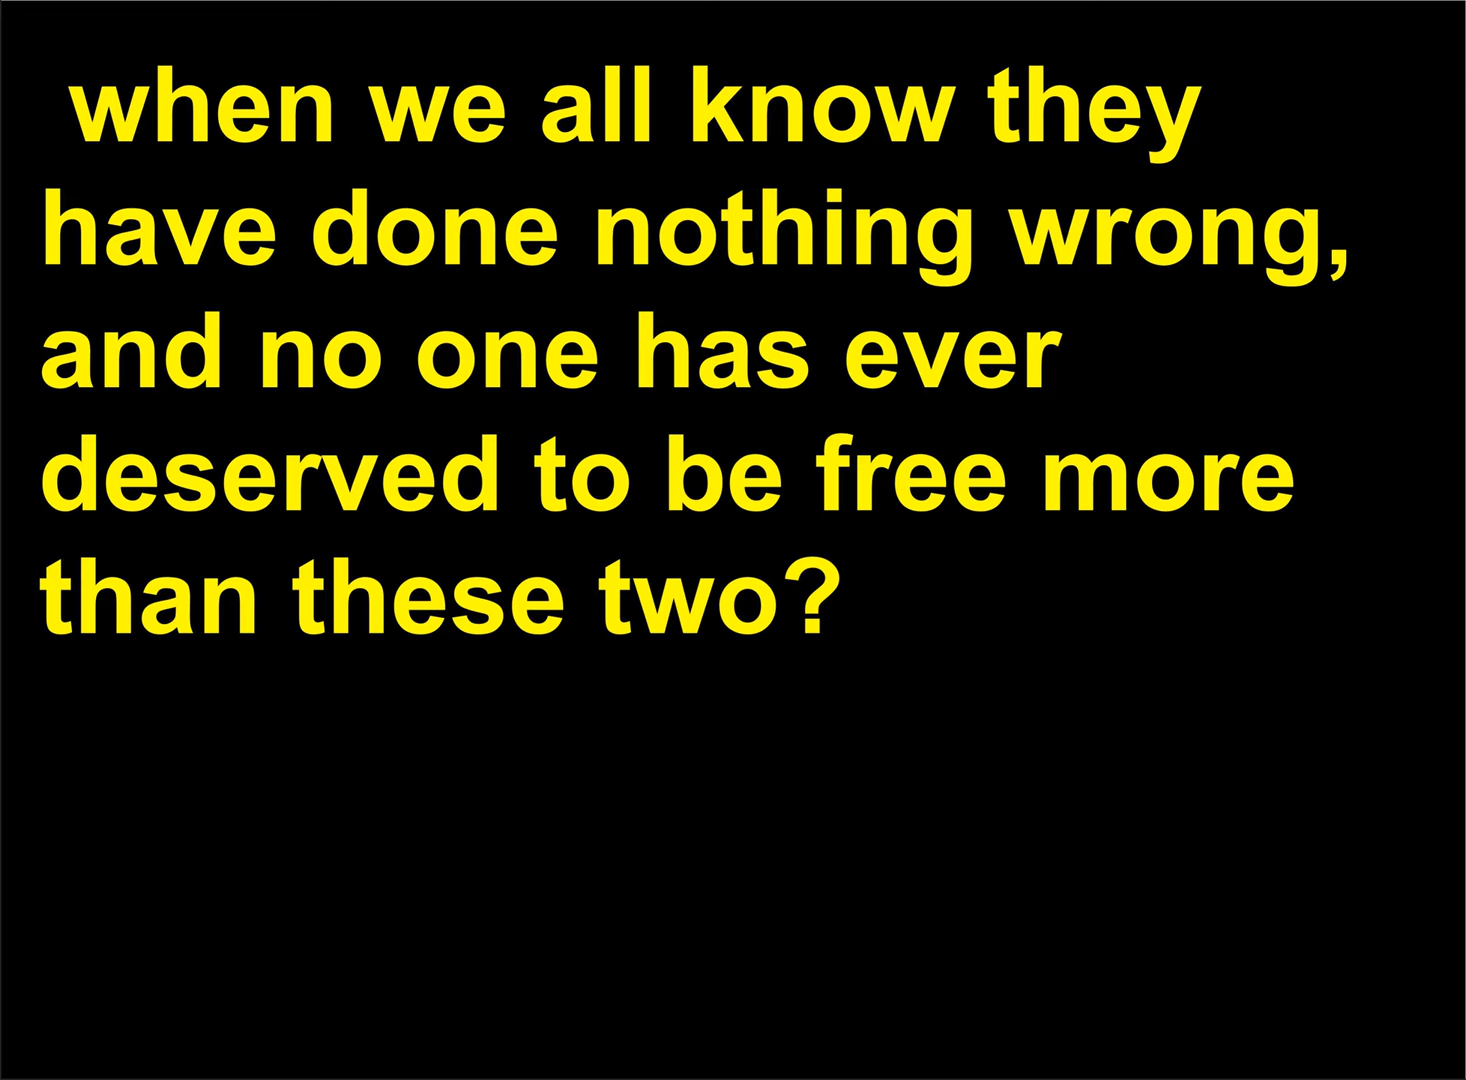 when we all know they
have done nothing wrong,
and no one has ever
deserved to be free more
than these two?